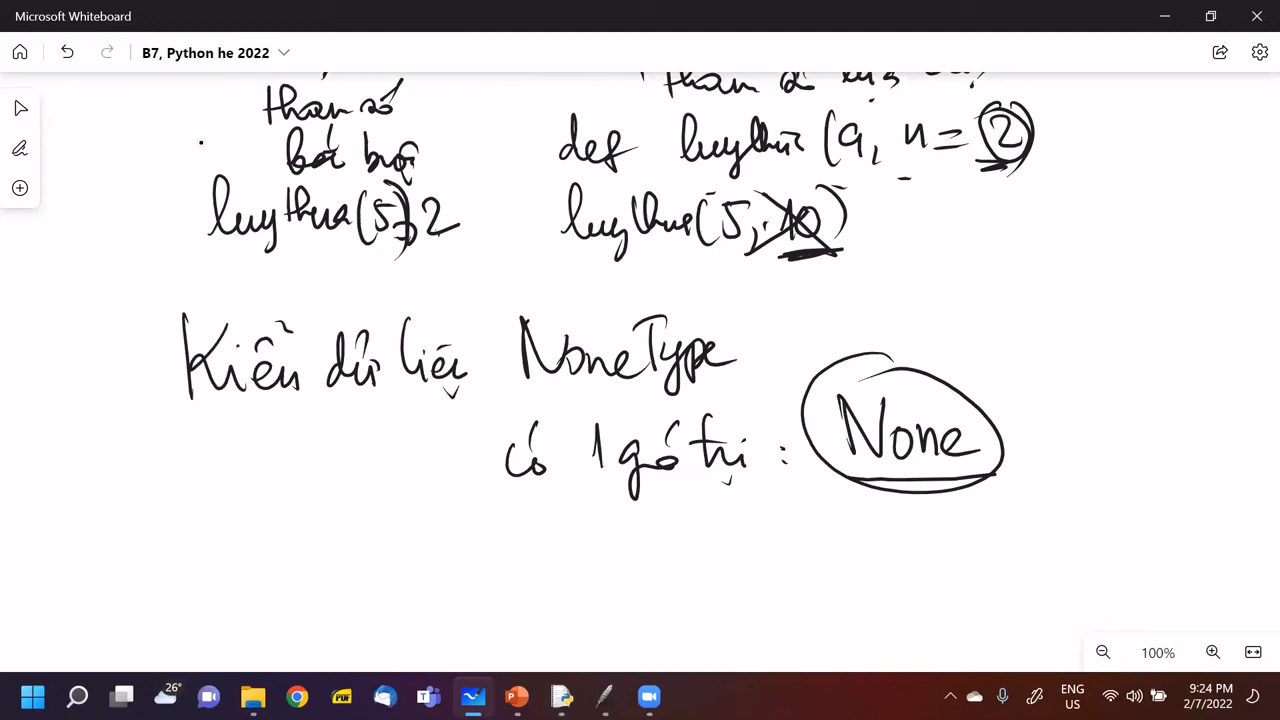 Microsoft Whiteboard
B7, Python he 2022
tham số
bắt buộc
def luythua (a, n = 2)
luythua(5, 2
luythua(5, 10)
Kiểu dữ liệu NoneType
có 1 giá trị : None
100%
26°
PDF
ENG
US
9:24 PM
2/7/2022